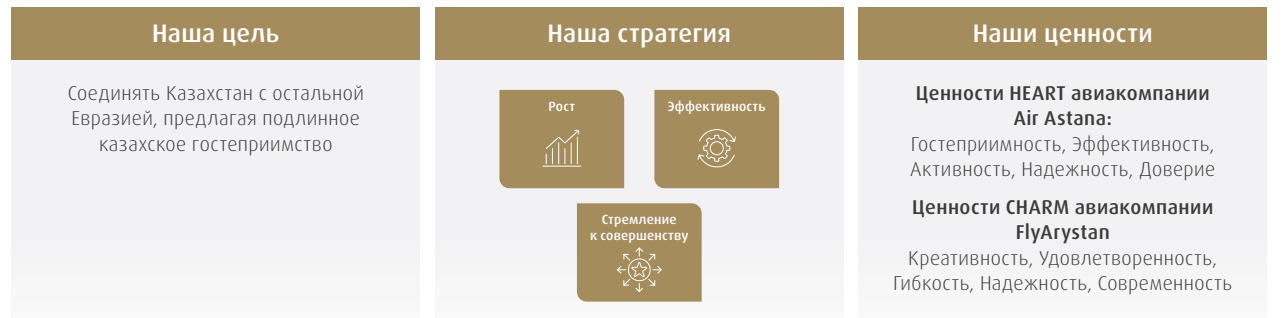 Наша цель
Соединять Казахстан с остальной
Евразией, предлагая подлинное
казахское гостеприимство
Наша стратегия
Рост
Эффективность
Стремление
к совершенству
Наши ценности
Ценности HEART авиакомпании
Air Astana:
Гостеприимность, Эффективность,
Активность, Надежность, Доверие
Ценности CHARM авиакомпании
FlyArystan
Креативность, Удовлетворенность,
Гибкость, Надежность, Современность